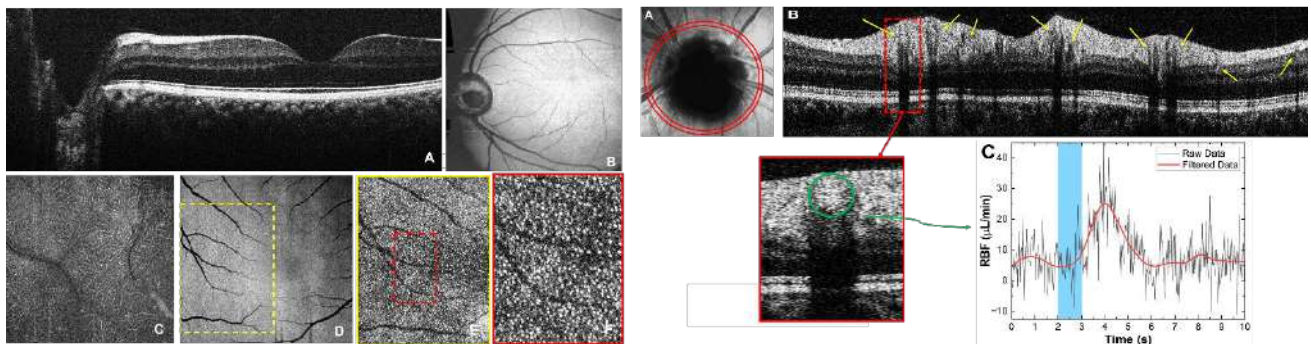 A
B
C
D
E
F
A
B
C
Raw Data
Filtered Data
RBF (µL/min)
40
30
20
10
0
-10
0 1 2 3 4 5 6 7 8 9 10
Time (s)